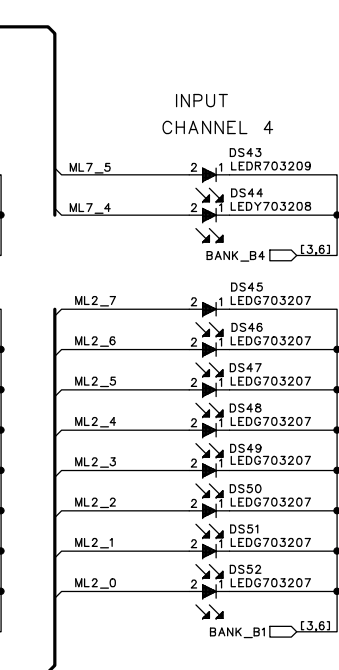 INPUT
CHANNEL 4
DS43
ML7_5 2 1 LEDR703209
DS44
ML7_4 2 1 LEDY703208
BANK_B4 [3,6]
DS45
ML2_7 2 1 LEDG703207
DS46
ML2_6 2 1 LEDG703207
DS47
ML2_5 2 1 LEDG703207
DS48
ML2_4 2 1 LEDG703207
DS49
ML2_3 2 1 LEDG703207
DS50
ML2_2 2 1 LEDG703207
DS51
ML2_1 2 1 LEDG703207
DS52
ML2_0 2 1 LEDG703207
BANK_B1 [3,6]